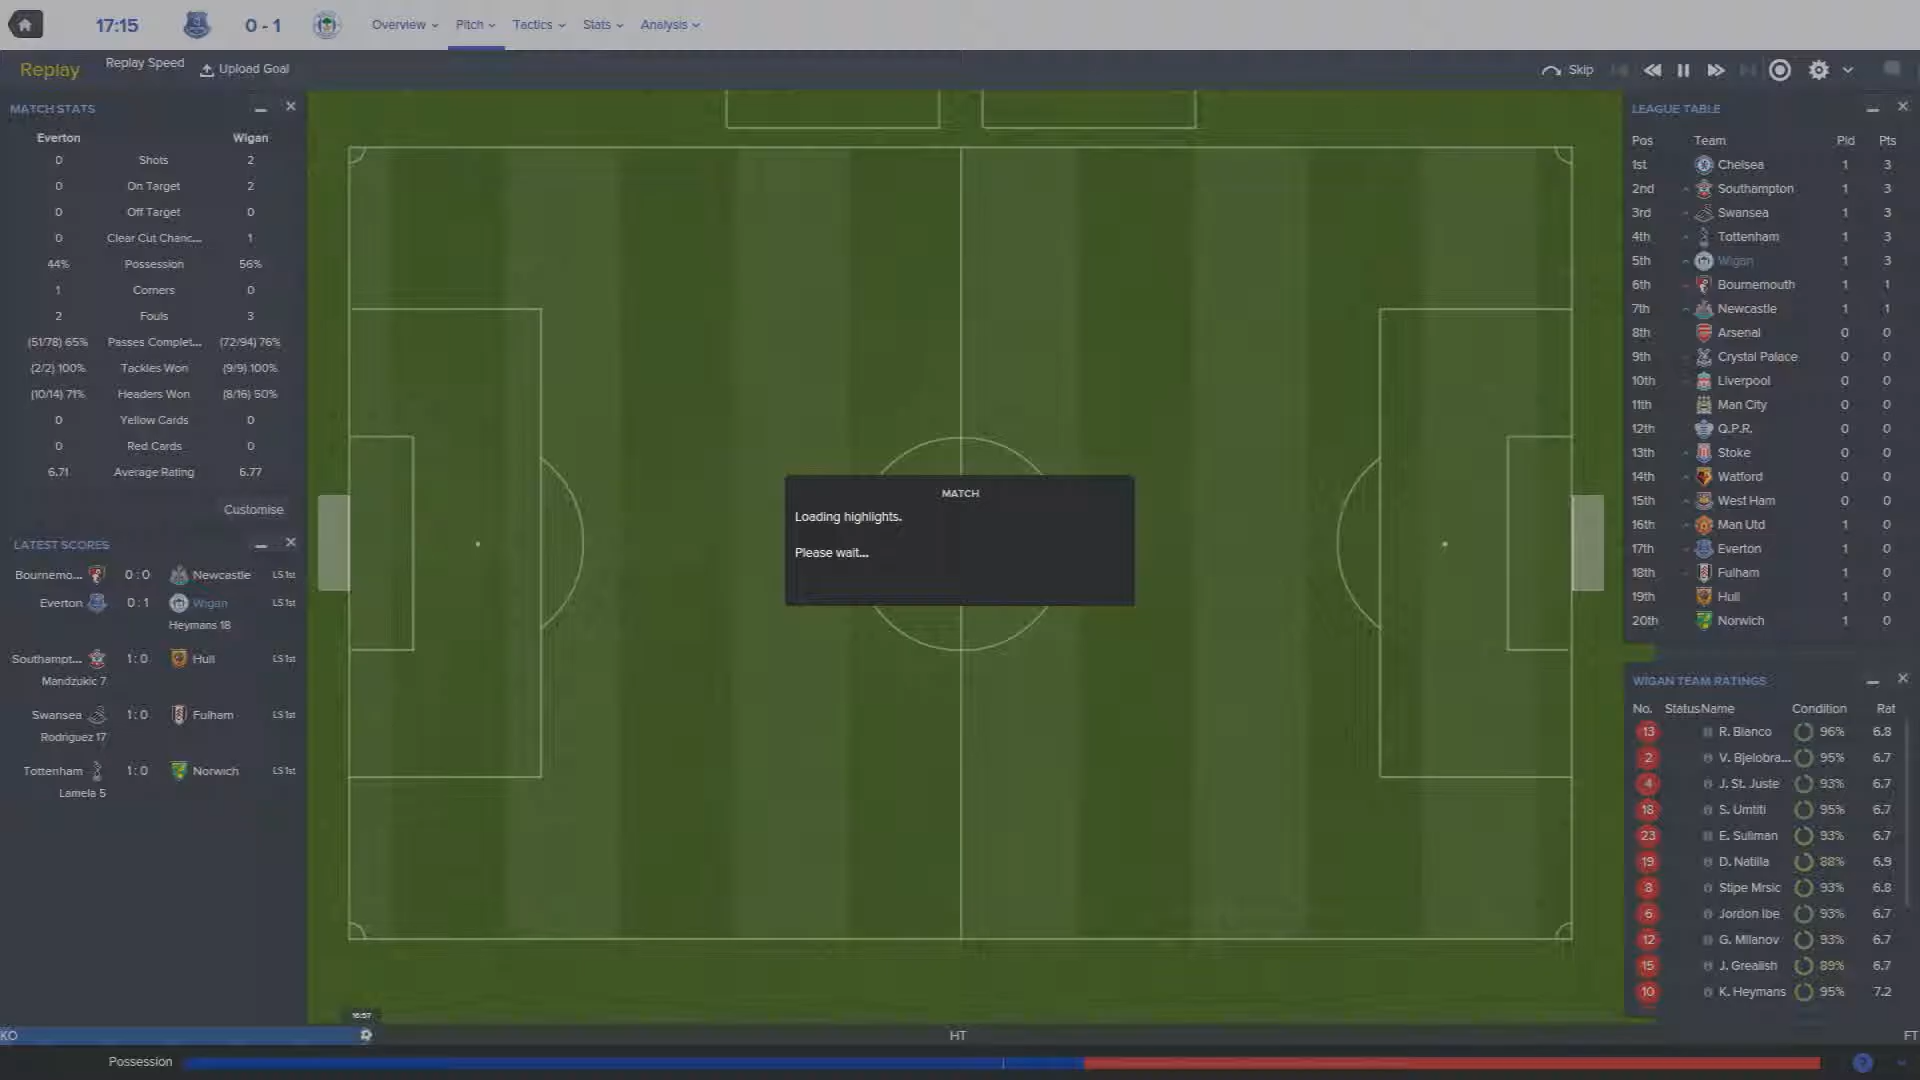 17:15
0 - 1
Overview
Pitch
Tactics
Stats
Analysis
Replay
Replay Speed
Upload Goal
Skip
MATCH STATS
Everton Wigan
0 Shots 2
0 On Target 2
0 Off Target 0
0 Clear Cut Chanc... 1
44% Possession 56%
1 Corners 0
2 Fouls 3
(51/78) 65% Passes Complet... (72/94) 76%
(2/2) 100% Tackles Won (9/9) 100%
(10/14) 71% Headers Won (8/16) 50%
0 Yellow Cards 0
0 Red Cards 0
6.71 Average Rating 6.77
Customise
LATEST SCORES
Bournemo... 0 : 0 Newcastle LS 1st
Everton 0 : 1 Wigan LS 1st
Heymans 18
Southampt... 1 : 0 Hull LS 1st
Mandzukic 7
Swansea 1 : 0 Fulham LS 1st
Rodriguez 17
Tottenham 1 : 0 Norwich LS 1st
Lamela 5
MATCH
Loading highlights.
Please wait...
LEAGUE TABLE
Pos Team Pld Pts
1st Chelsea 1 3
2nd Southampton 1 3
3rd Swansea 1 3
4th Tottenham 1 3
5th Wigan 1 3
6th Bournemouth 1 1
7th Newcastle 1 1
8th Arsenal 0 0
9th Crystal Palace 0 0
10th Liverpool 0 0
11th Man City 0 0
12th Q.P.R. 0 0
13th Stoke 0 0
14th Watford 0 0
15th West Ham 0 0
16th Man Utd 1 0
17th Everton 1 0
18th Fulham 1 0
19th Hull 1 0
20th Norwich 1 0
WIGAN TEAM RATINGS
No. Status Name Condition Rat
13 R. Blanco 96% 6.8
2 V. Bjelobra... 95% 6.7
4 J. St. Juste 93% 6.7
18 S. Umtiti 95% 6.7
23 E. Suliman 93% 6.7
19 D. Natilla 88% 6.9
8 Stipe Mrsic 93% 6.8
6 Jordon Ibe 93% 6.7
12 G. Milanov 93% 6.7
15 J. Grealish 89% 6.7
10 K. Heymans 95% 7.2
16:57
KO HT FT
Possession